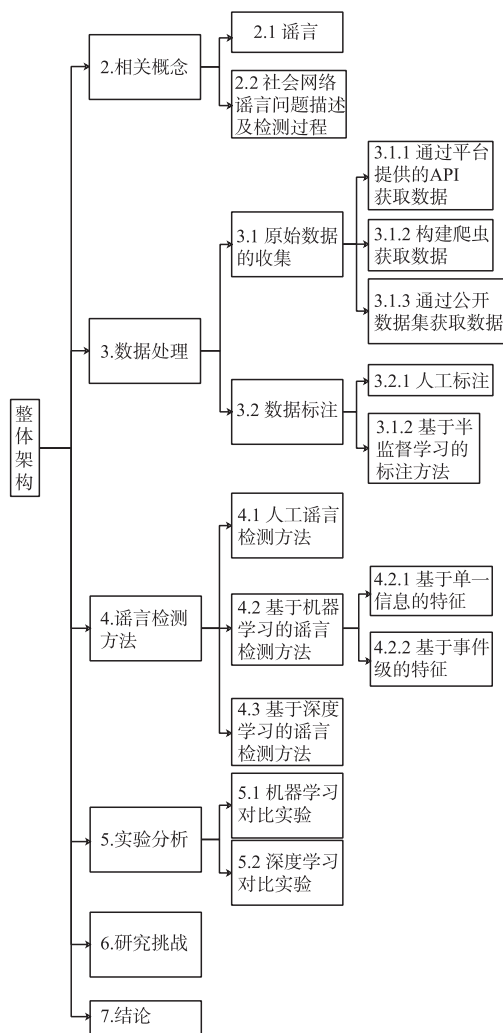 整
体
架
构
2.相关概念
2.1 谣言
2.2 社会网络
谣言问题描述
及检测过程
3.数据处理
3.1 原始数据
的收集
3.1.1 通过平台
提供的API
获取数据
3.1.2 构建爬虫
获取数据
3.1.3 通过公开
数据集获取数据
3.2 数据标注
3.2.1 人工标注
3.1.2 基于半
监督学习的
标注方法
4.谣言检测
方法
4.1 人工谣言
检测方法
4.2 基于机器
学习的谣言
检测方法
4.2.1 基于单一
信息的特征
4.2.2 基于事件
级的特征
4.3 基于深度
学习的谣言
检测方法
5.实验分析
5.1 机器学习
对比实验
5.2 深度学习
对比实验
6.研究挑战
7.结论